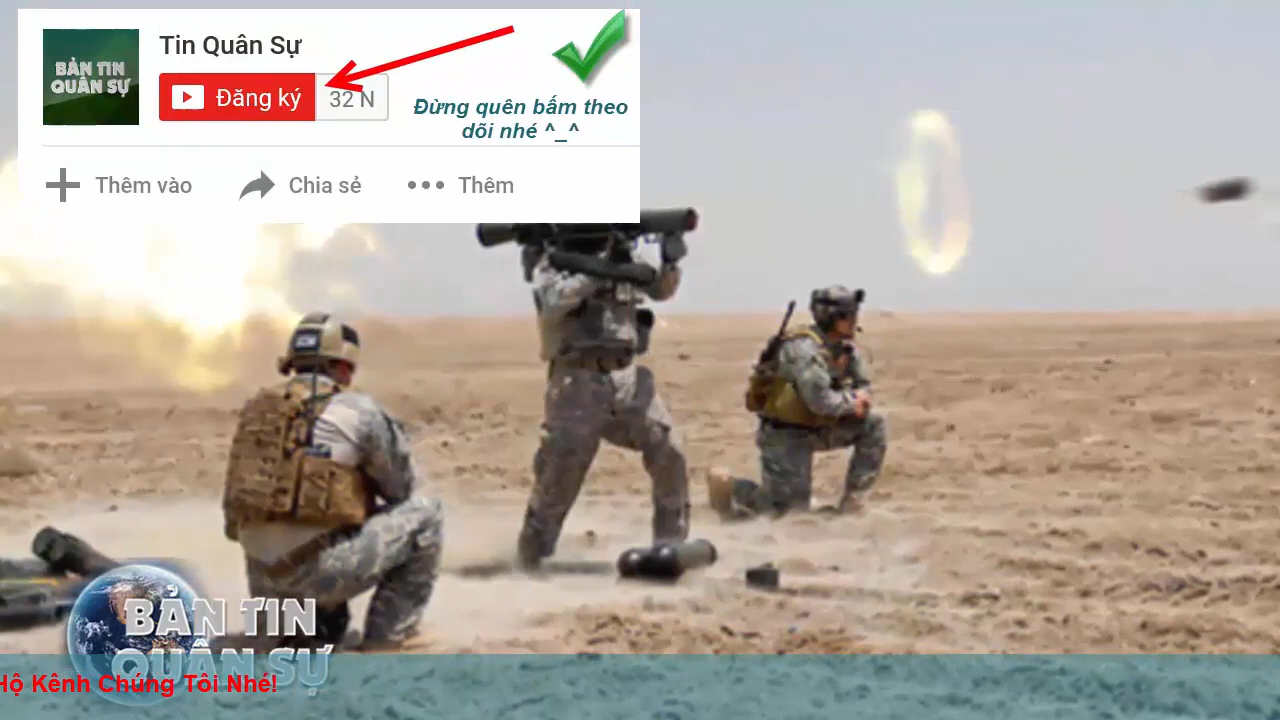 Tin Quân Sự
BẢN TIN
QUÂN SỰ
Đăng ký
32 N
Đừng quên bấm theo
dõi nhé ^_^
Thêm vào
Chia sẻ
Thêm
BẢN TIN
QUÂN SỰ
Hộ Kênh Chúng Tôi Nhé!